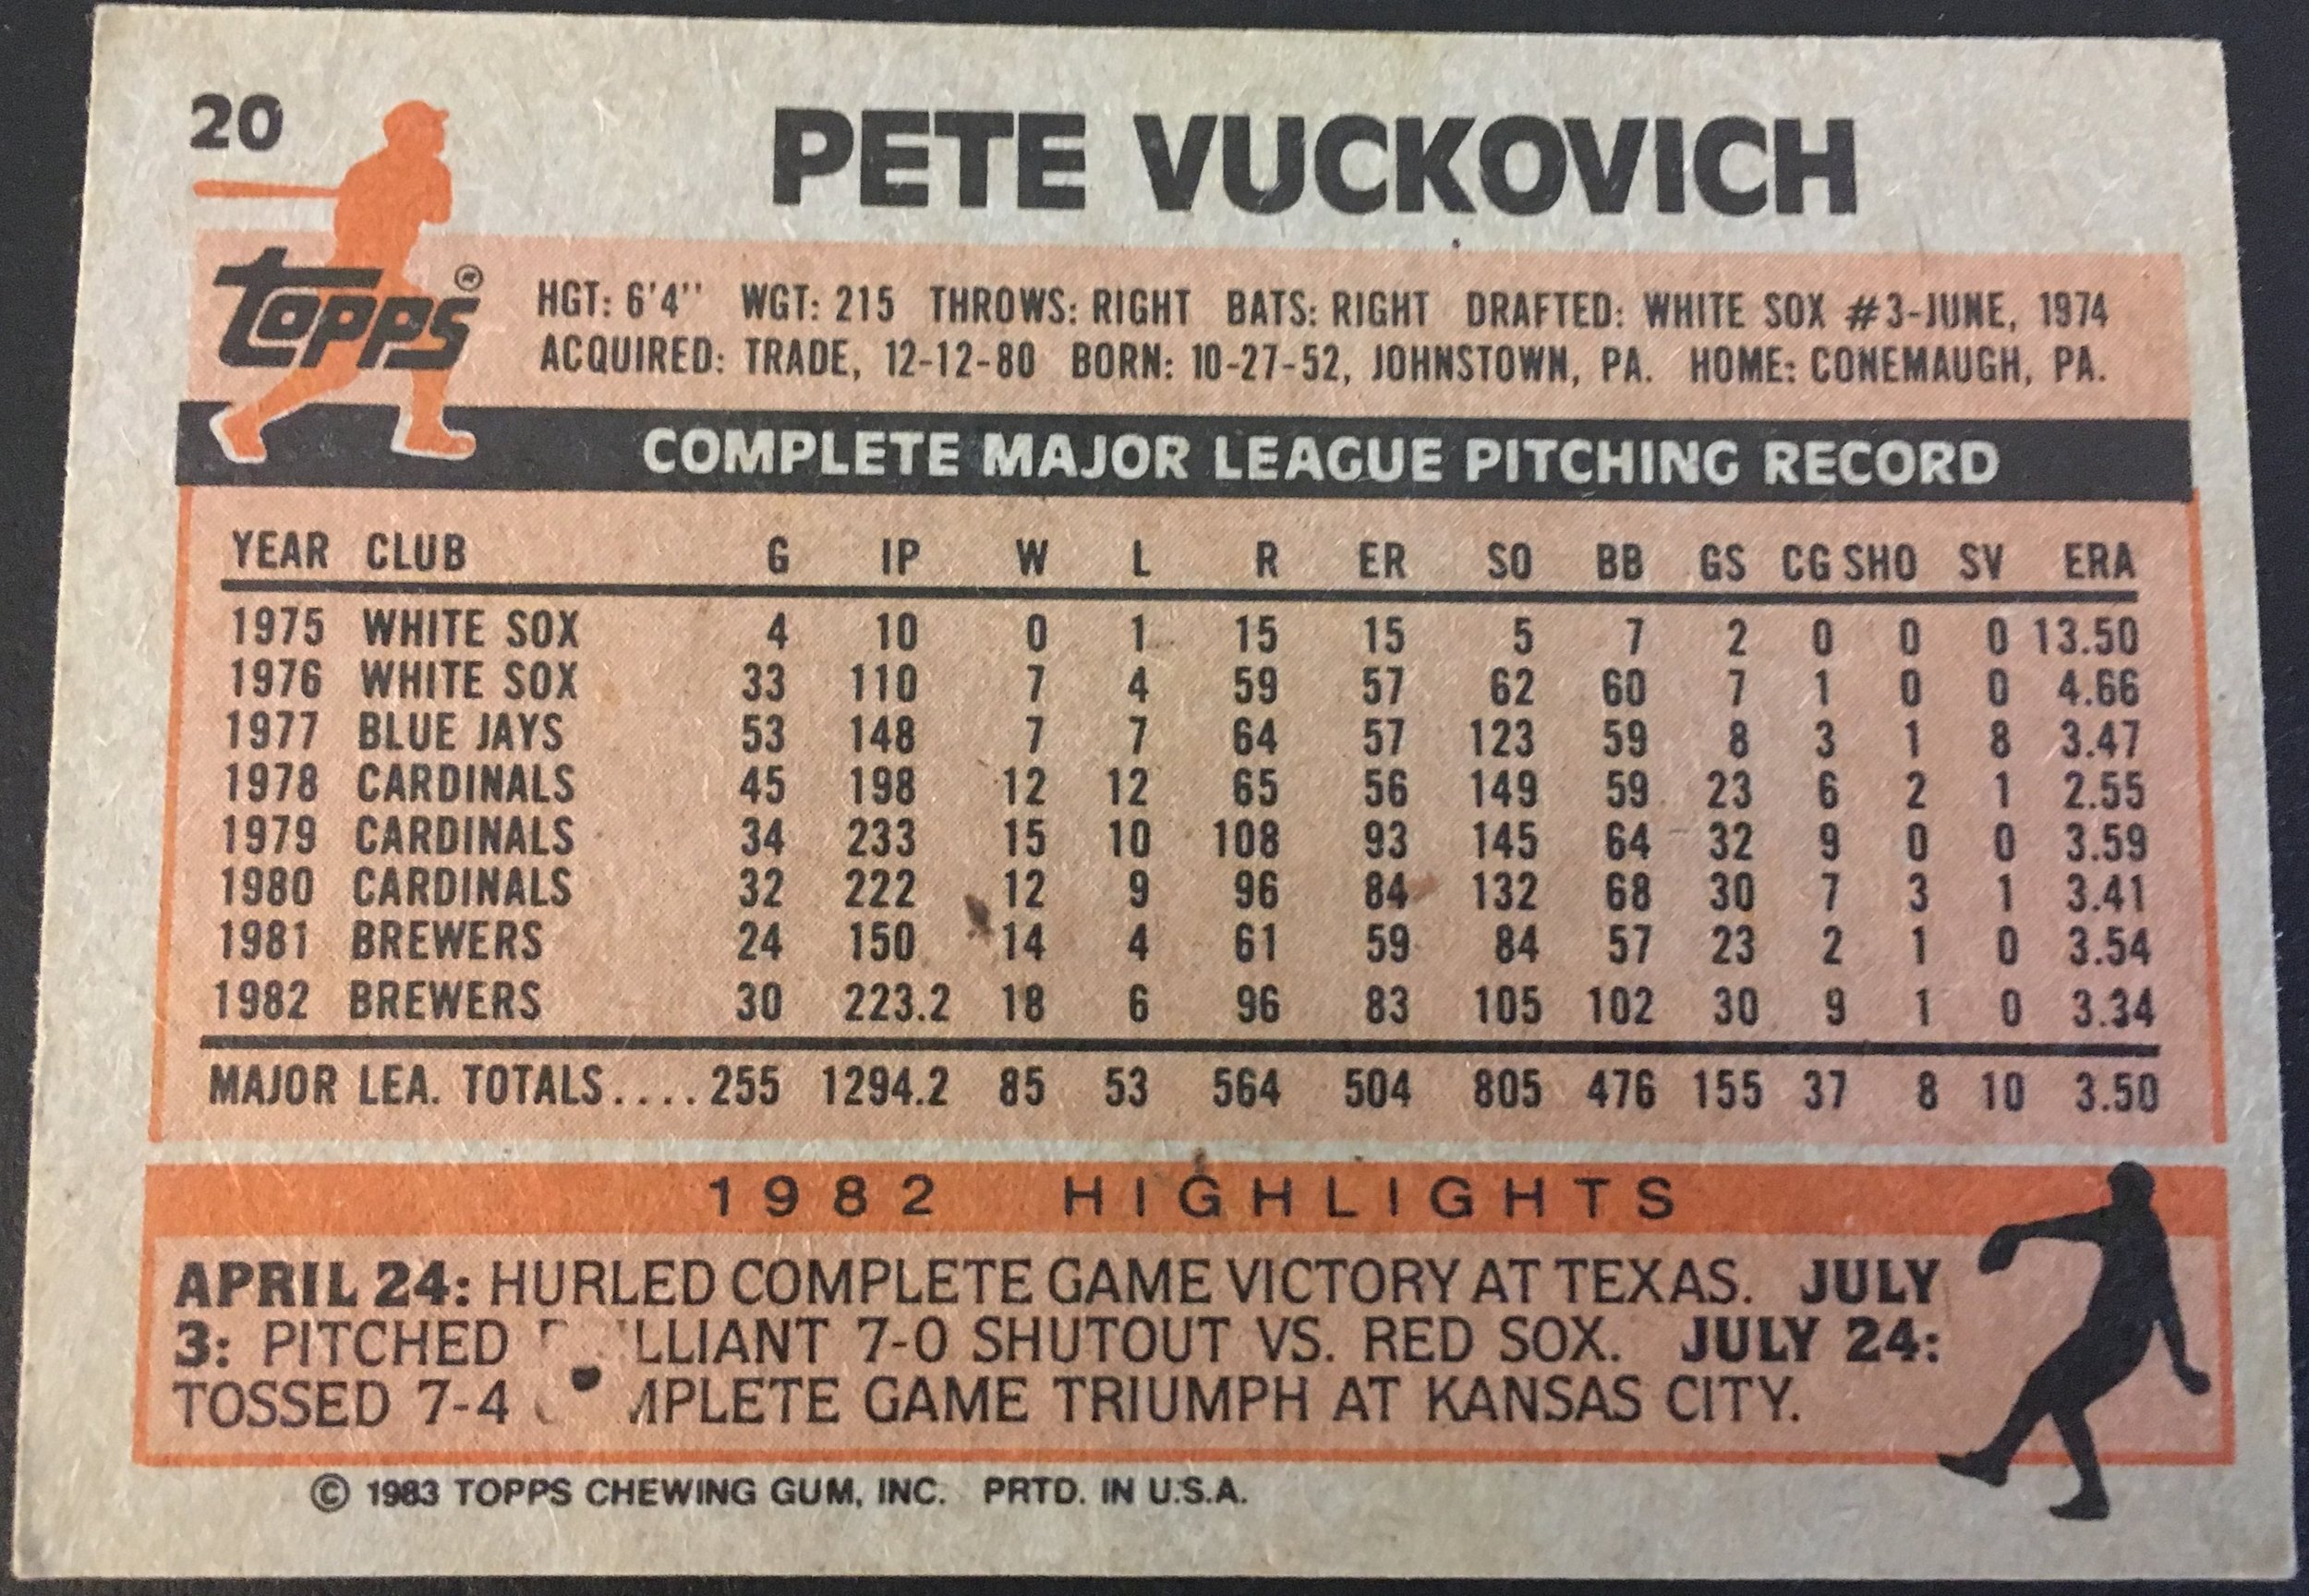 20
PETE VUCKOVICH
TOPPS®
HGT: 6'4'' WGT: 215 THROWS: RIGHT BATS: RIGHT DRAFTED: WHITE SOX #3-JUNE, 1974
ACQUIRED: TRADE, 12-12-80 BORN: 10-27-52, JOHNSTOWN, PA. HOME: CONEMAUGH, PA.
COMPLETE MAJOR LEAGUE PITCHING RECORD
YEAR CLUB G IP W L R ER SO BB GS CG SHO SV ERA
1975 WHITE SOX 4 10 0 1 15 15 5 7 2 0 0 0 13.50
1976 WHITE SOX 33 110 7 4 59 57 62 60 7 1 0 0 4.66
1977 BLUE JAYS 53 148 7 7 64 57 123 59 8 3 1 8 3.47
1978 CARDINALS 45 198 12 12 65 56 149 59 23 6 2 1 2.55
1979 CARDINALS 34 233 15 10 108 93 145 64 32 9 0 0 3.59
1980 CARDINALS 32 222 12 9 96 84 132 68 30 7 3 1 3.41
1981 BREWERS 24 150 14 4 61 59 84 57 23 2 1 0 3.54
1982 BREWERS 30 223.2 18 6 96 83 105 102 30 9 1 0 3.34
MAJOR LEA. TOTALS.... 255 1294.2 85 53 564 504 805 476 155 37 8 10 3.50
1982 HIGHLIGHTS
APRIL 24: HURLED COMPLETE GAME VICTORY AT TEXAS. JULY
3: PITCHED 7-0 SHUTOUT VS. RED SOX. JULY 24:
TOSSED 7-4 GAME TRIUMPH AT KANSAS CITY.
© 1983 TOPPS CHEWING GUM, INC. PRTD. IN U.S.A.